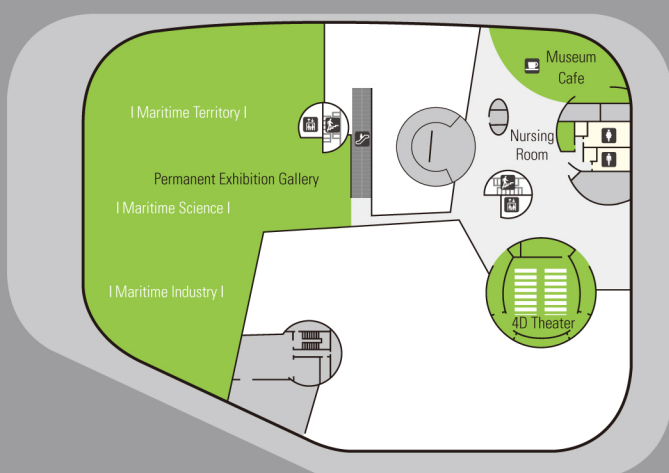 Museum
Cafe
I Maritime Territory I
Nursing
Room
Permanent Exhibition Gallery
I Maritime Science I
I Maritime Industry I
4D Theater